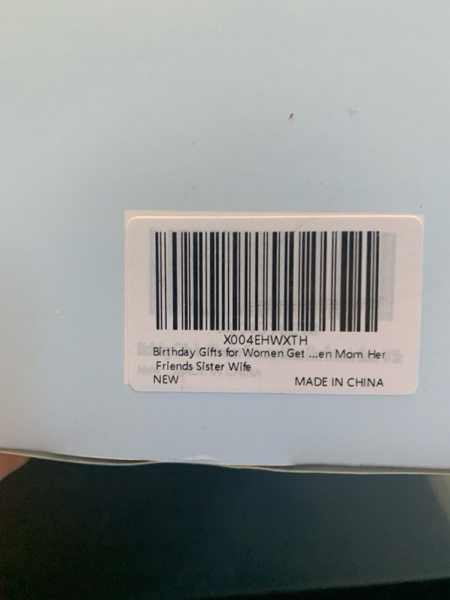 X004EHWXTH
Birthday Gifts for Women Get ...en Mom Her
Friends Sister Wife
NEW MADE IN CHINA